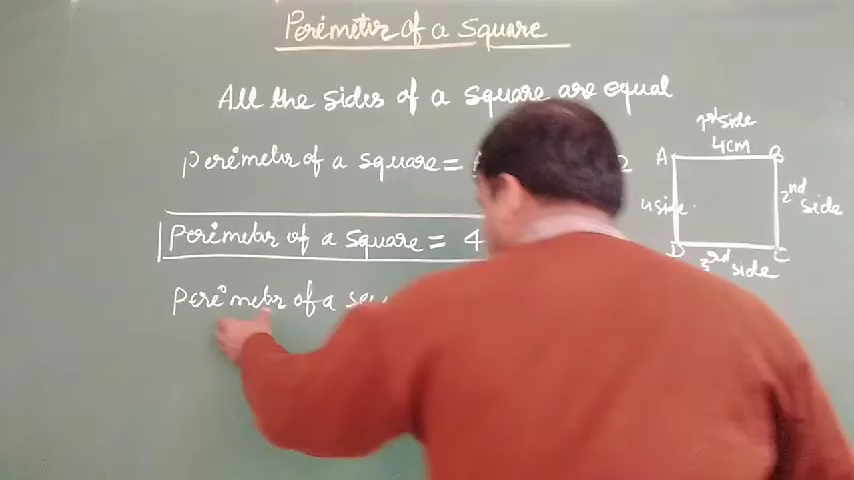 Perimeter of a Square
All the sides of a square are equal
1st side
4cm
A B
Perimeter of a square =
2nd side
4 side
Perimeter of a square = 4
D C
3rd side
Perimeter of a